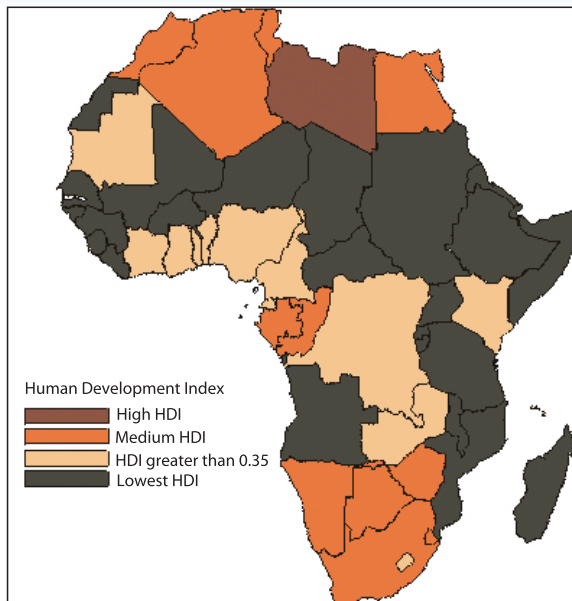 Human Development Index
High HDI
Medium HDI
HDI greater than 0.35
Lowest HDI